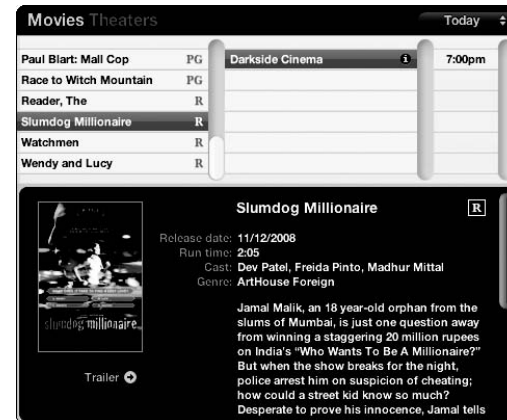 Movies Theaters Today
Paul Blart: Mall Cop PG Darkside Cinema i 7:00pm
Race to Witch Mountain PG
Reader, The R
Slumdog Millionaire R
Watchmen R
Wendy and Lucy R
Slumdog Millionaire R
Release date: 11/12/2008
Run time: 2:05
Cast: Dev Patel, Freida Pinto, Madhur Mittal
Genre: ArtHouse Foreign
Jamal Malik, an 18 year-old orphan from the
slums of Mumbai, is just one question away
from winning a staggering 20 million rupees
on India's “Who Wants To Be A Millionaire?”
But when the show breaks for the night,
police arrest him on suspicion of cheating;
how could a street kid know so much?
Desperate to prove his innocence, Jamal tells
slumdog millionaire
Trailer